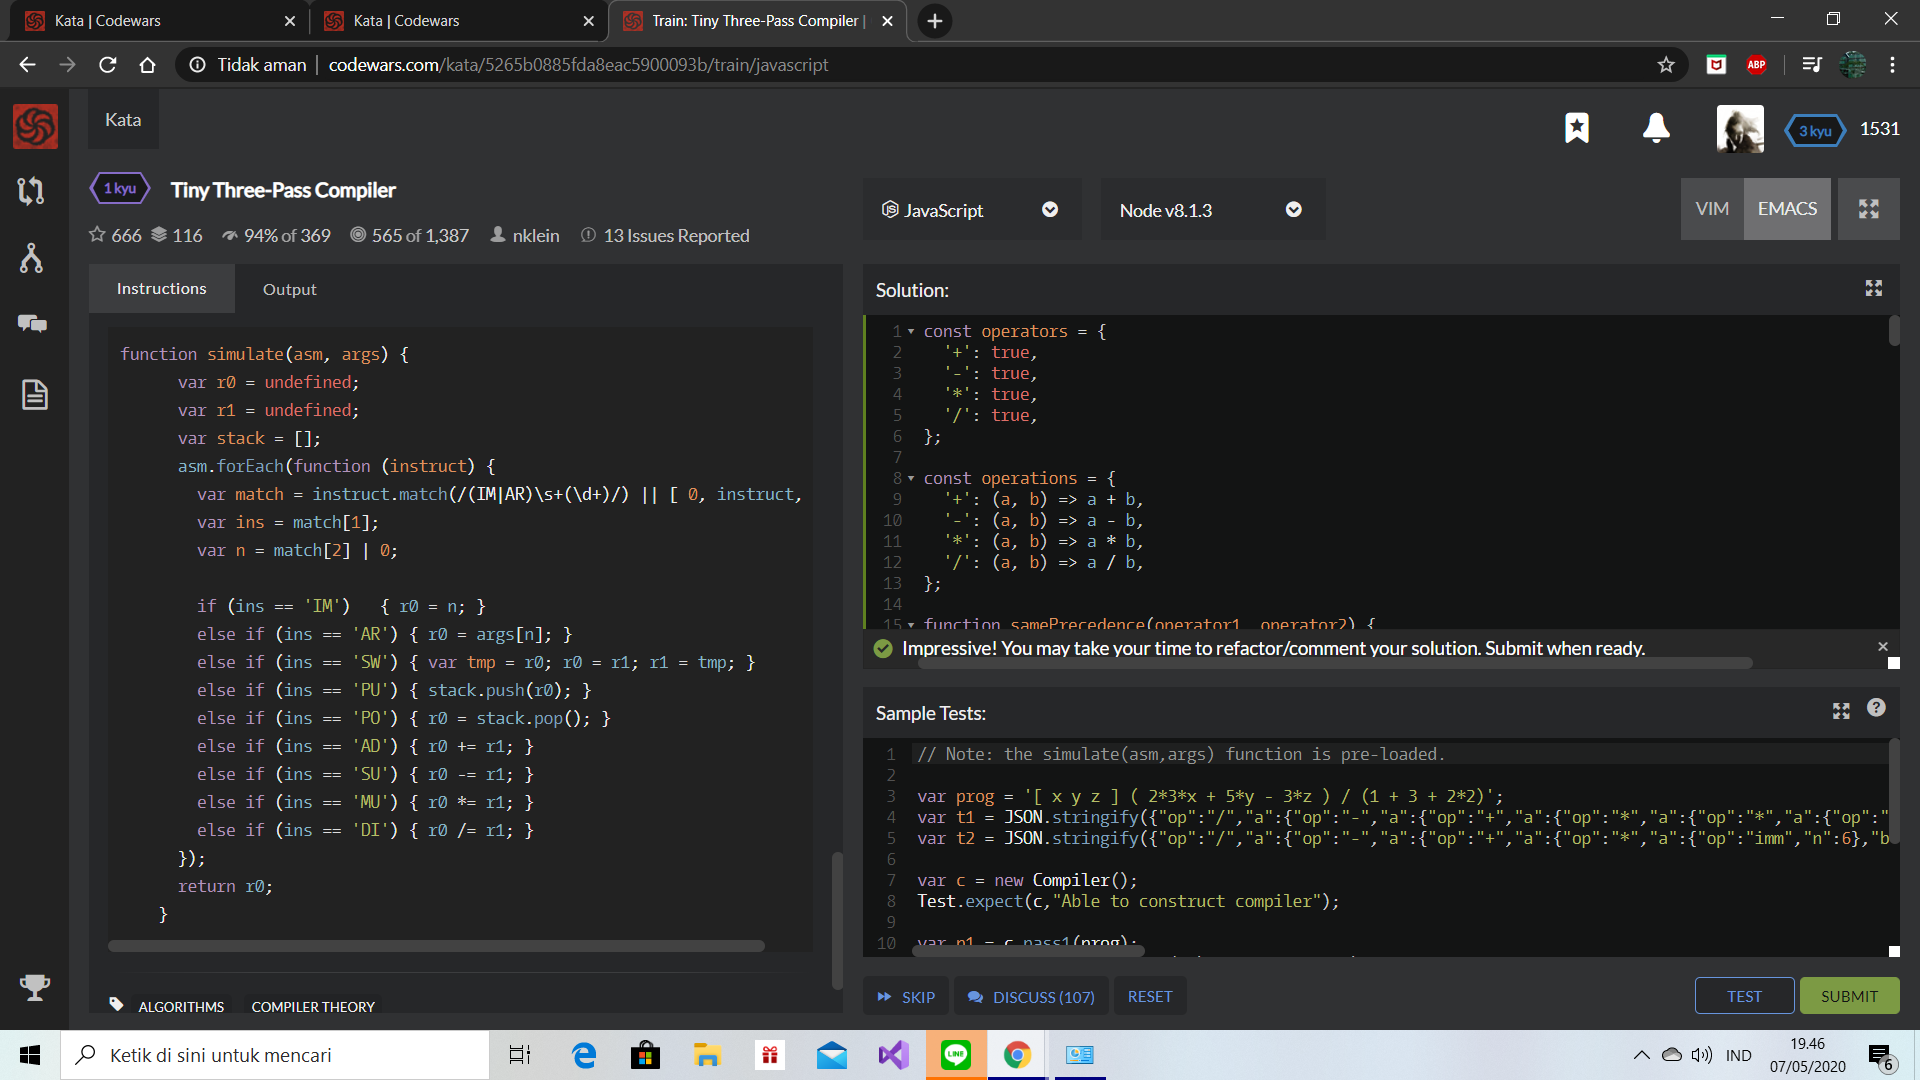 Kata | Codewars
Kata | Codewars
Train: Tiny Three-Pass Compiler |
Tidak aman | codewars.com/kata/5265b0885fda8eac5900093b/train/javascript
ABP
Kata
3 kyu
1531
1 kyu
Tiny Three-Pass Compiler
666 116 94% of 369 565 of 1,387 nklein 13 Issues Reported
JavaScript
Node v8.1.3
VIM
EMACS
Instructions
Output
function simulate(asm, args) {
var r0 = undefined;
var r1 = undefined;
var stack = [];
asm.forEach(function (instruct) {
var match = instruct.match(/(IM|AR)\s+(\d+)/) || [ 0, instruct,
var ins = match[1];
var n = match[2] | 0;
if (ins == 'IM') { r0 = n; }
else if (ins == 'AR') { r0 = args[n]; }
else if (ins == 'SW') { var tmp = r0; r0 = r1; r1 = tmp; }
else if (ins == 'PU') { stack.push(r0); }
else if (ins == 'PO') { r0 = stack.pop(); }
else if (ins == 'AD') { r0 += r1; }
else if (ins == 'SU') { r0 -= r1; }
else if (ins == 'MU') { r0 *= r1; }
else if (ins == 'DI') { r0 /= r1; }
});
return r0;
}
ALGORITHMS
COMPILER THEORY
Solution:
1 const operators = {
2 '+': true,
3 '-': true,
4 '*': true,
5 '/': true,
6 };
7
8 const operations = {
9 '+': (a, b) => a + b,
10 '-': (a, b) => a - b,
11 '*': (a, b) => a * b,
12 '/': (a, b) => a / b,
13 };
14
15 function samePrecedence(operator1, operator2) {
Impressive! You may take your time to refactor/comment your solution. Submit when ready.
Sample Tests:
1 // Note: the simulate(asm,args) function is pre-loaded.
2
3 var prog = '[ x y z ] ( 2*3*x + 5*y - 3*z ) / (1 + 3 + 2*2)';
4 var t1 = JSON.stringify({"op":"/","a":{"op":"-","a":{"op":"+","a":{"op":"*","a":{"op":"*","a":{"op":"
5 var t2 = JSON.stringify({"op":"/","a":{"op":"-","a":{"op":"+","a":{"op":"*","a":{"op":"imm","n":6},"b
6
7 var c = new Compiler();
8 Test.expect(c,"Able to construct compiler");
9
10 var p1 = c.pass1(prog);
SKIP
DISCUSS (107)
RESET
TEST
SUBMIT
Ketik di sini untuk mencari
LINE
IND
19.46
07/05/2020
6